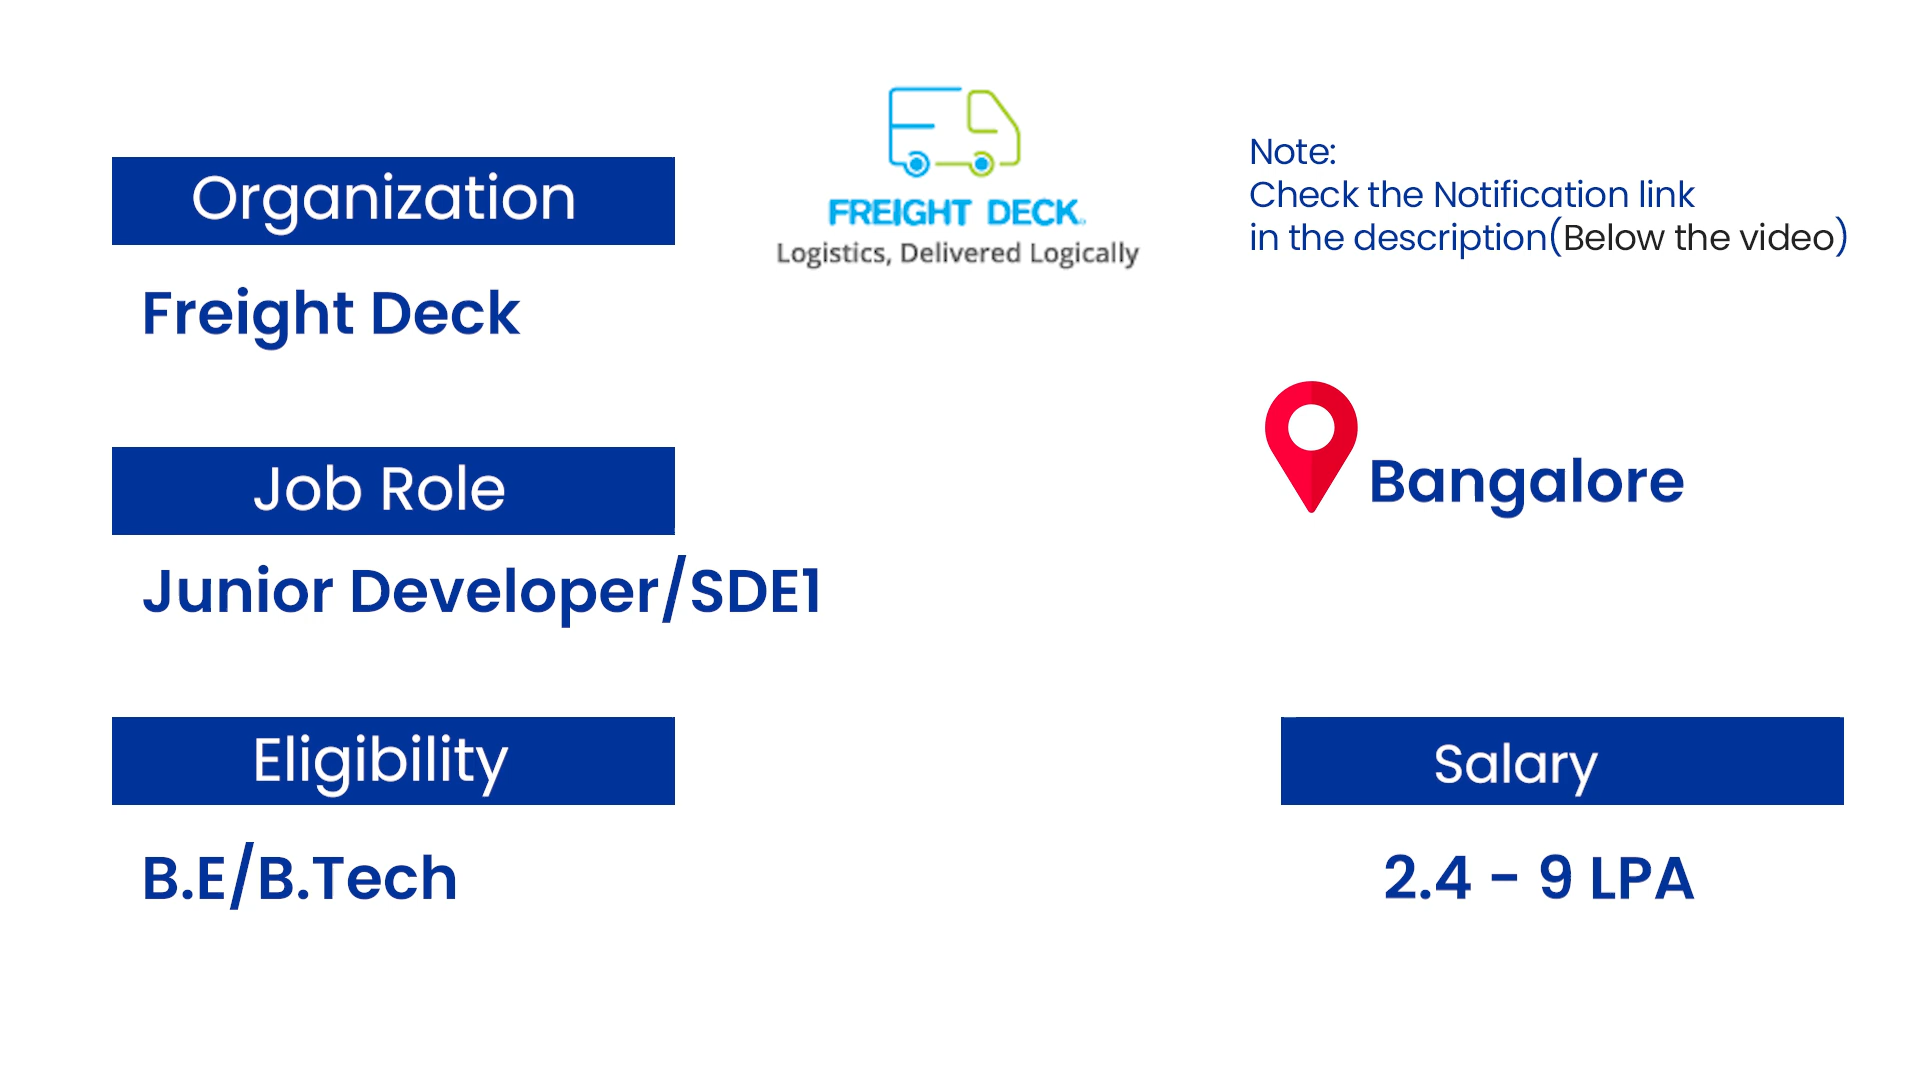 Organization
Freight Deck
FREIGHT DECK
Logistics, Delivered Logically
Note:
Check the Notification link
in the description(Below the video)
Job Role
Junior Developer/SDE1
Bangalore
Eligibility
B.E/B.Tech
Salary
2.4 - 9 LPA